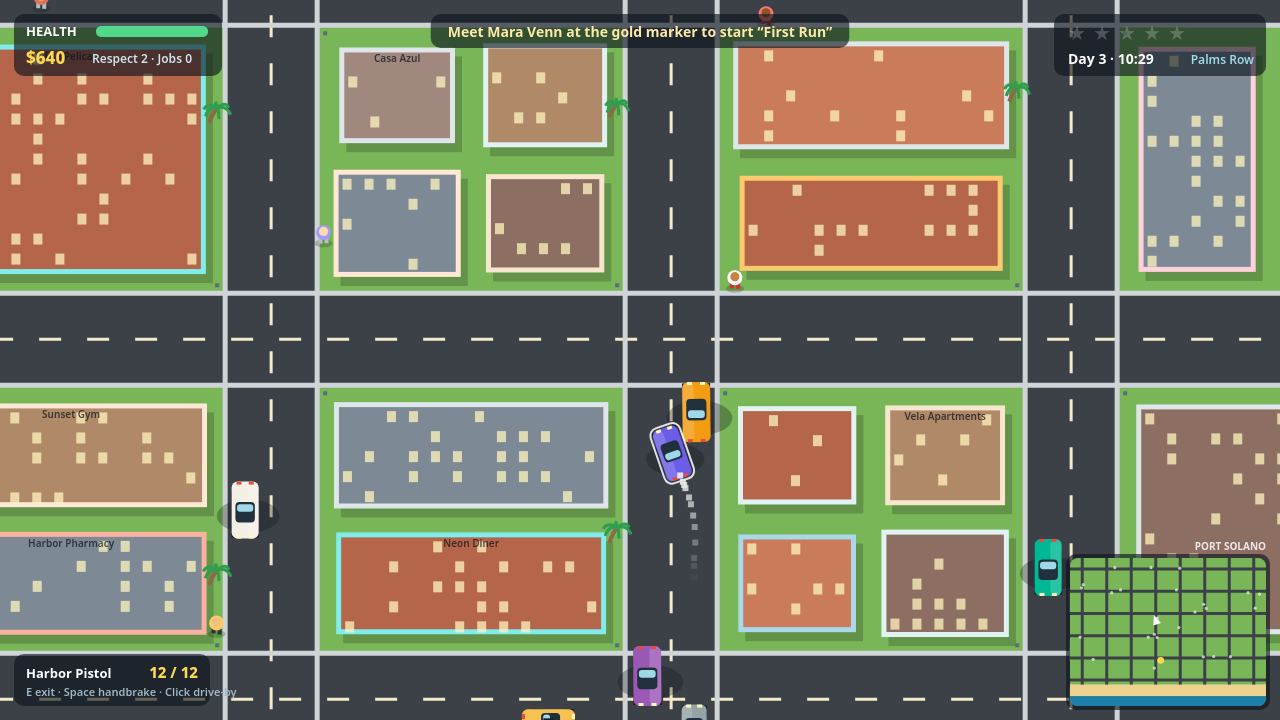 HEALTH
$640
Respect 2 · Jobs 0
Meet Mara Venn at the gold marker to start “First Run”
Day 3 · 10:29
Palms Row
Casa Azul
Sunset Gym
Vela Apartments
Harbor Pharmacy
Neon Diner
PORT SOLANO
Harbor Pistol
12 / 12
E exit · Space handbrake · Click drive-by